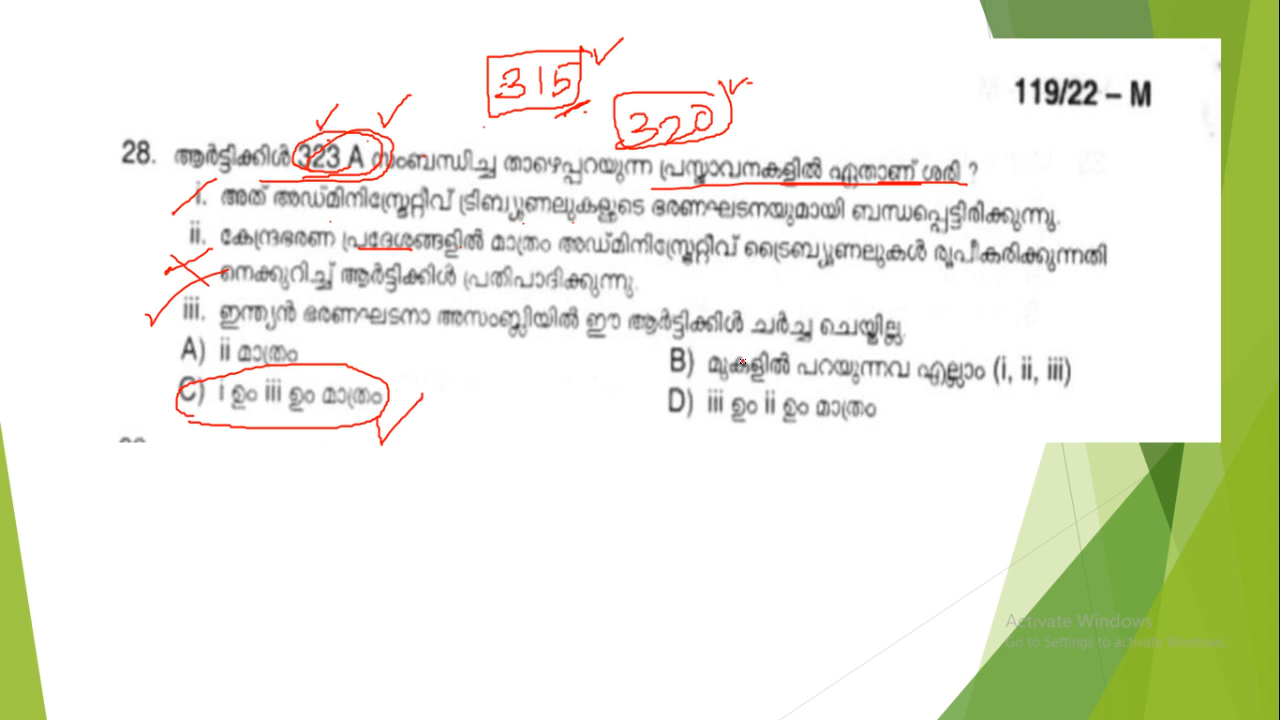 315
320
119/22 – M
28. ആർട്ടിക്കിൾ 323 A സംബന്ധിച്ച താഴെപ്പറയുന്ന പ്രസ്താവനകളിൽ ഏതാണ് ശരി ?
i. അത് അഡ്മിനിസ്ട്രേറ്റീവ് ട്രിബ്യൂണലുകളുടെ ഭരണഘടനയുമായി ബന്ധപ്പെട്ടിരിക്കുന്നു.
ii. കേന്ദ്രഭരണ പ്രദേശങ്ങളിൽ മാത്രം അഡ്മിനിസ്ട്രേറ്റീവ് ട്രൈബ്യൂണലുകൾ രൂപീകരിക്കുന്നതി
നെക്കുറിച്ച് ആർട്ടിക്കിൾ പ്രതിപാദിക്കുന്നു.
iii. ഇന്ത്യൻ ഭരണഘടനാ അസംബ്ലിയിൽ ഈ ആർട്ടിക്കിൾ ചർച്ച ചെയ്തില്ല.
A) ii മാത്രം
B) മുകളിൽ പറയുന്നവ എല്ലാം (i, ii, iii)
C) i ഉം iii ഉം മാത്രം
D) iii ഉം ii ഉം മാത്രം
Activate Windows
Go to Settings to activate Windows.